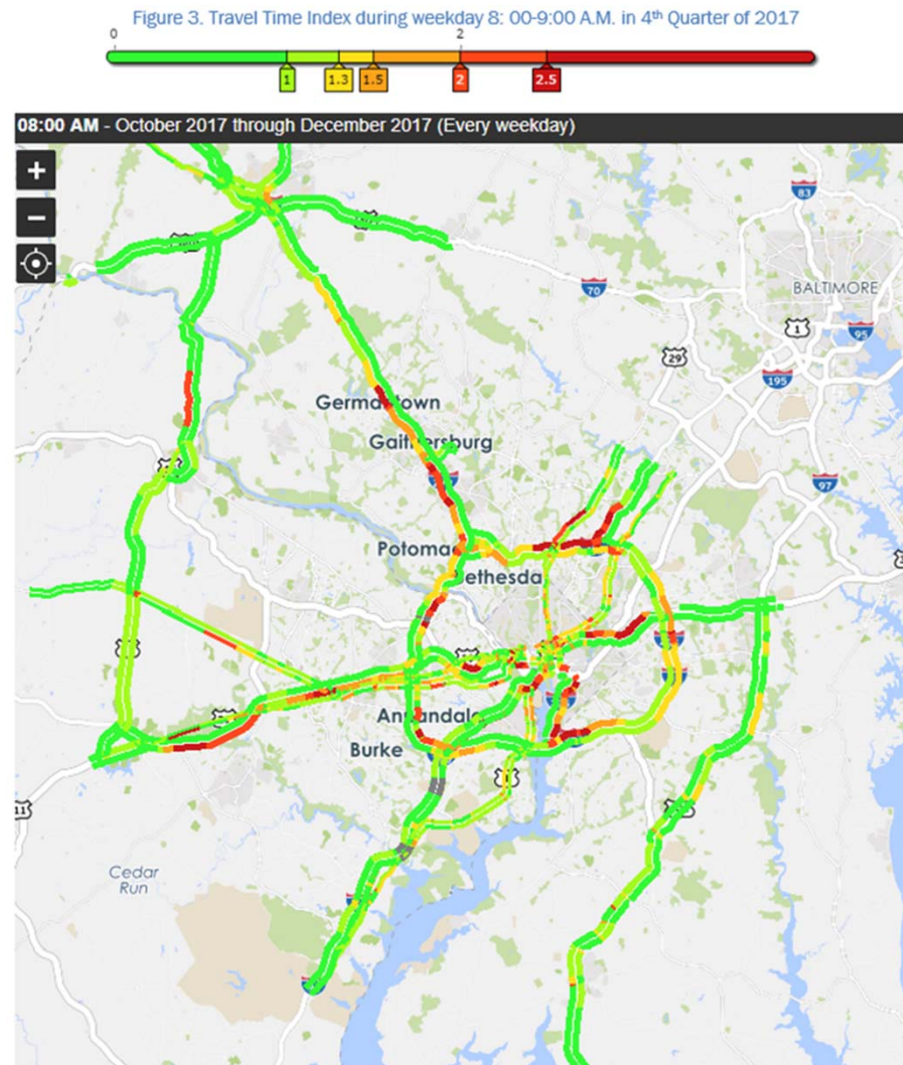 Figure 3. Travel Time Index during weekday 8: 00-9:00 A.M. in 4th Quarter of 2017
0 2
1 1.3 1.5 2 2.5
08:00 AM - October 2017 through December 2017 (Every weekday)
+
−
83
70
BALTIMORE
1
95
29
195
Germantown
Gaithersburg
97
Potomac
Bethesda
Annandale
Burke
1
11
Cedar
Run